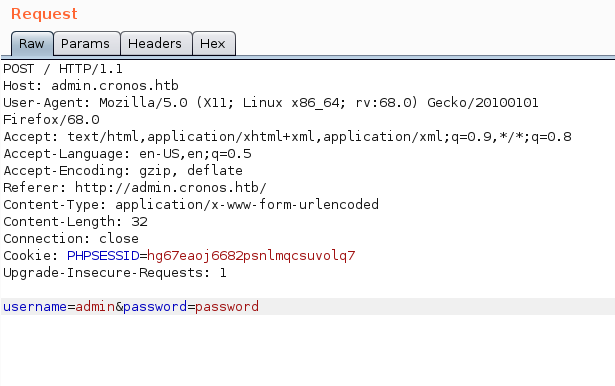 Request
Raw Params Headers Hex
POST / HTTP/1.1
Host: admin.cronos.htb
User-Agent: Mozilla/5.0 (X11; Linux x86_64; rv:68.0) Gecko/20100101
Firefox/68.0
Accept: text/html,application/xhtml+xml,application/xml;q=0.9,*/*;q=0.8
Accept-Language: en-US,en;q=0.5
Accept-Encoding: gzip, deflate
Referer: http://admin.cronos.htb/
Content-Type: application/x-www-form-urlencoded
Content-Length: 32
Connection: close
Cookie: PHPSESSID=hg67eaoj6682psnlmqcsuvolq7
Upgrade-Insecure-Requests: 1
username=admin&password=password